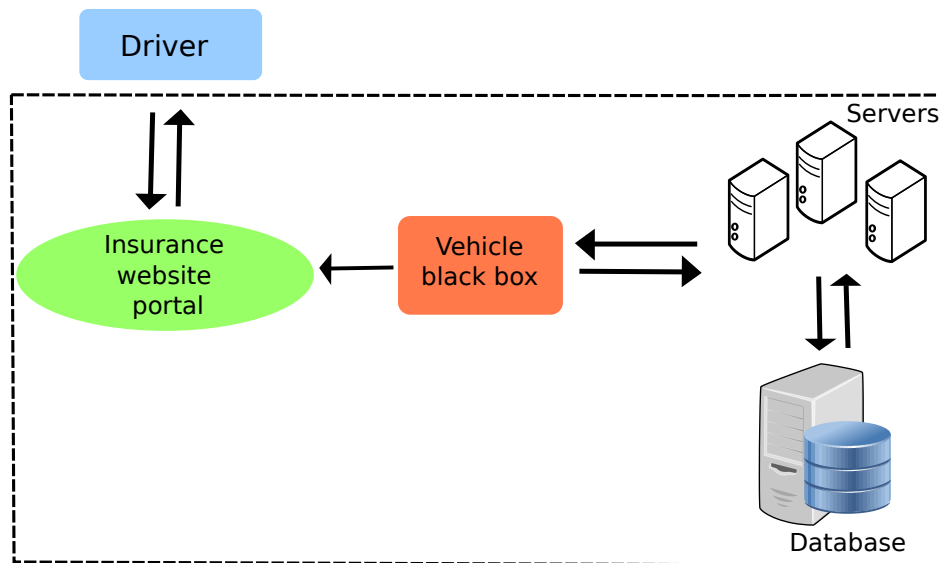 Driver
Servers
Insurance
website
portal
Vehicle
black box
Database